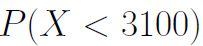 P(X < 3100)